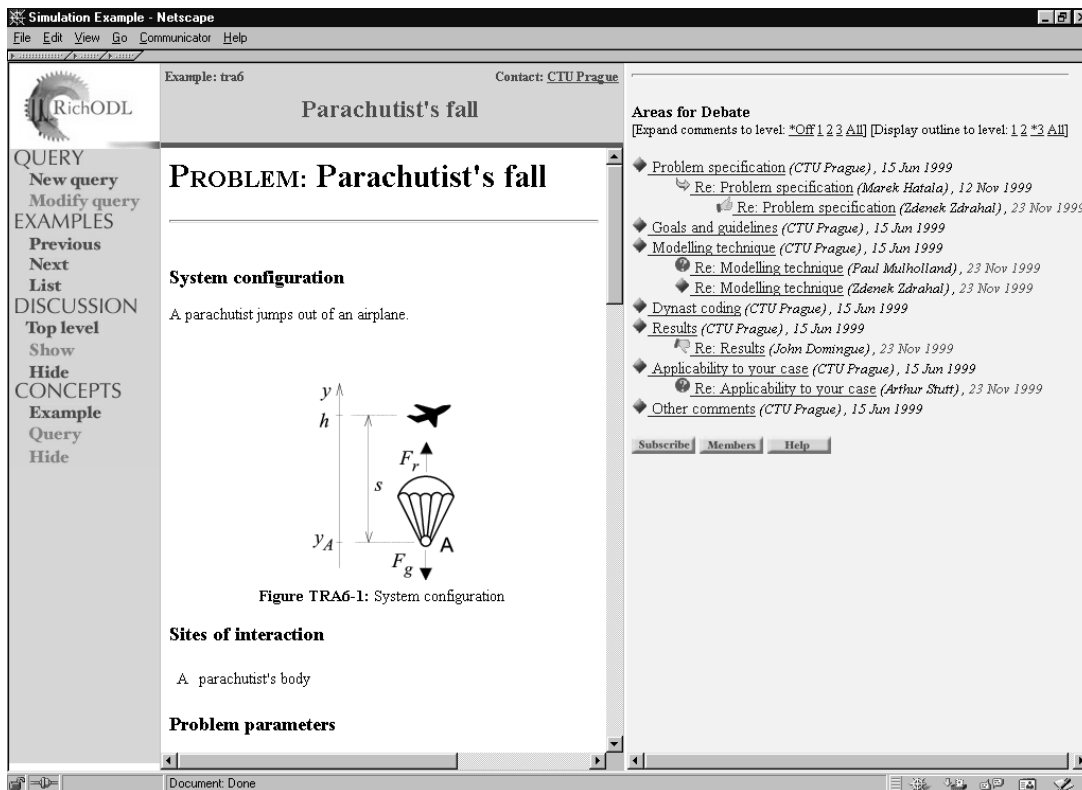 Simulation Example - Netscape
File Edit View Go Communicator Help
RichODL
QUERY
New query
Modify query
EXAMPLES
Previous
Next
List
DISCUSSION
Top level
Show
Hide
CONCEPTS
Example
Query
Hide
Example: tra6 Contact: CTU Prague
Parachutist's fall
PROBLEM: Parachutist's fall
System configuration
A parachutist jumps out of an airplane.
y
h
F_r
s
y_A
A
F_g
Figure TRA6-1: System configuration
Sites of interaction
A parachutist's body
Problem parameters
Areas for Debate
[Expand comments to level: *Off 1 2 3 All] [Display outline to level: 1 2 *3 All]
Problem specification (CTU Prague), 15 Jun 1999
Re: Problem specification (Marek Hatala), 12 Nov 1999
Re: Problem specification (Zdenek Zdrahal), 23 Nov 1999
Goals and guidelines (CTU Prague), 15 Jun 1999
Modelling technique (CTU Prague), 15 Jun 1999
Re: Modelling technique (Paul Mulholland), 23 Nov 1999
Re: Modelling technique (Zdenek Zdrahal), 23 Nov 1999
Dynast coding (CTU Prague), 15 Jun 1999
Results (CTU Prague), 15 Jun 1999
Re: Results (John Domingue), 23 Nov 1999
Applicability to your case (CTU Prague), 15 Jun 1999
Re: Applicability to your case (Arthur Stutt), 23 Nov 1999
Other comments (CTU Prague), 15 Jun 1999
Subscribe Members Help
Document: Done